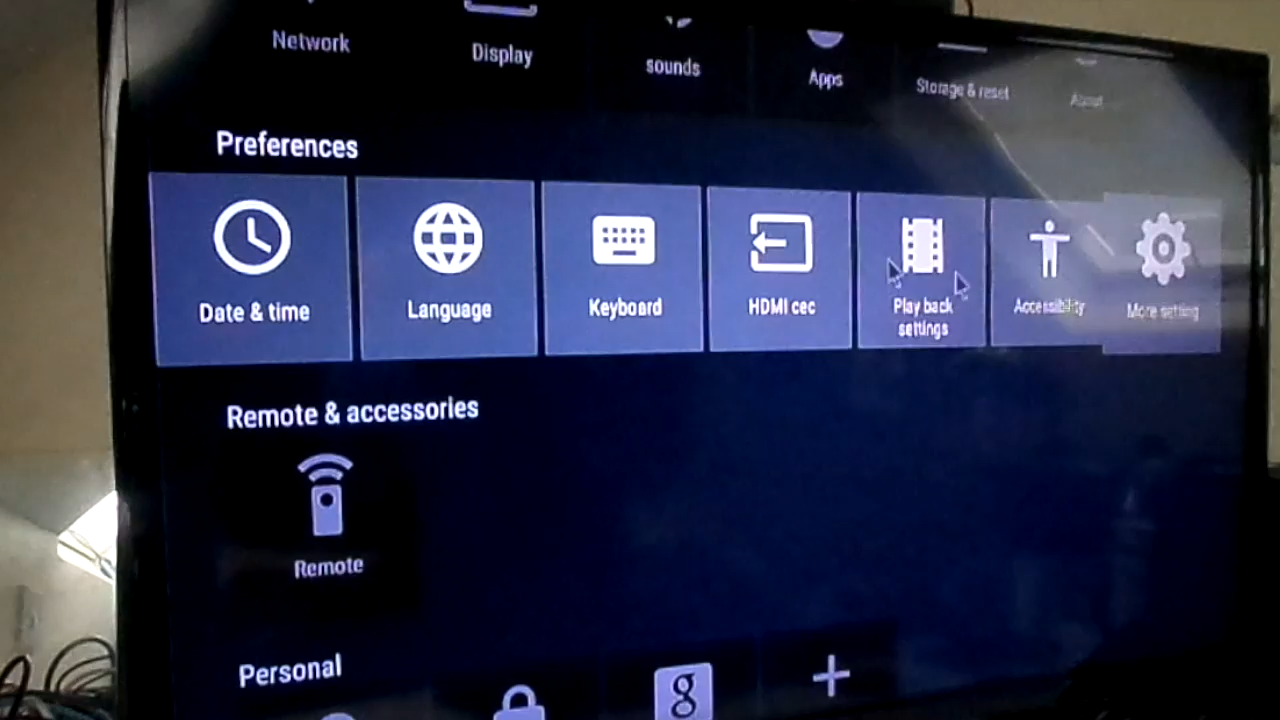 Network
Display
sounds
Apps
Storage & reset
About
Preferences
Date & time
Language
Keyboard
HDMI cec
Play back
settings
Accessibility
More setting
Remote & accessories
Remote
Personal
g